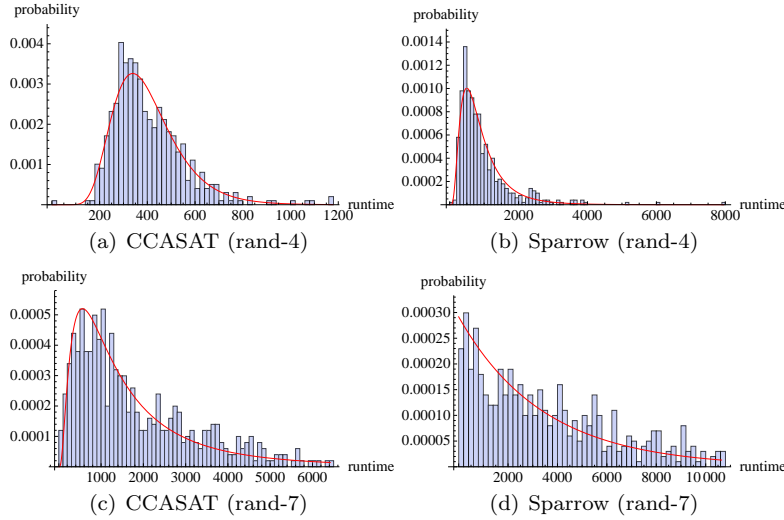 probability
0.004
0.003
0.002
0.001
200 400 600 800 1000 1200
runtime
(a) CCASAT (rand-4)
probability
0.0014
0.0012
0.0010
0.0008
0.0006
0.0004
0.0002
2000 4000 6000 8000
runtime
(b) Sparrow (rand-4)
probability
0.0005
0.0004
0.0003
0.0002
0.0001
1000 2000 3000 4000 5000 6000
runtime
(c) CCASAT (rand-7)
probability
0.00030
0.00025
0.00020
0.00015
0.00010
0.00005
2000 4000 6000 8000 10 000
runtime
(d) Sparrow (rand-7)